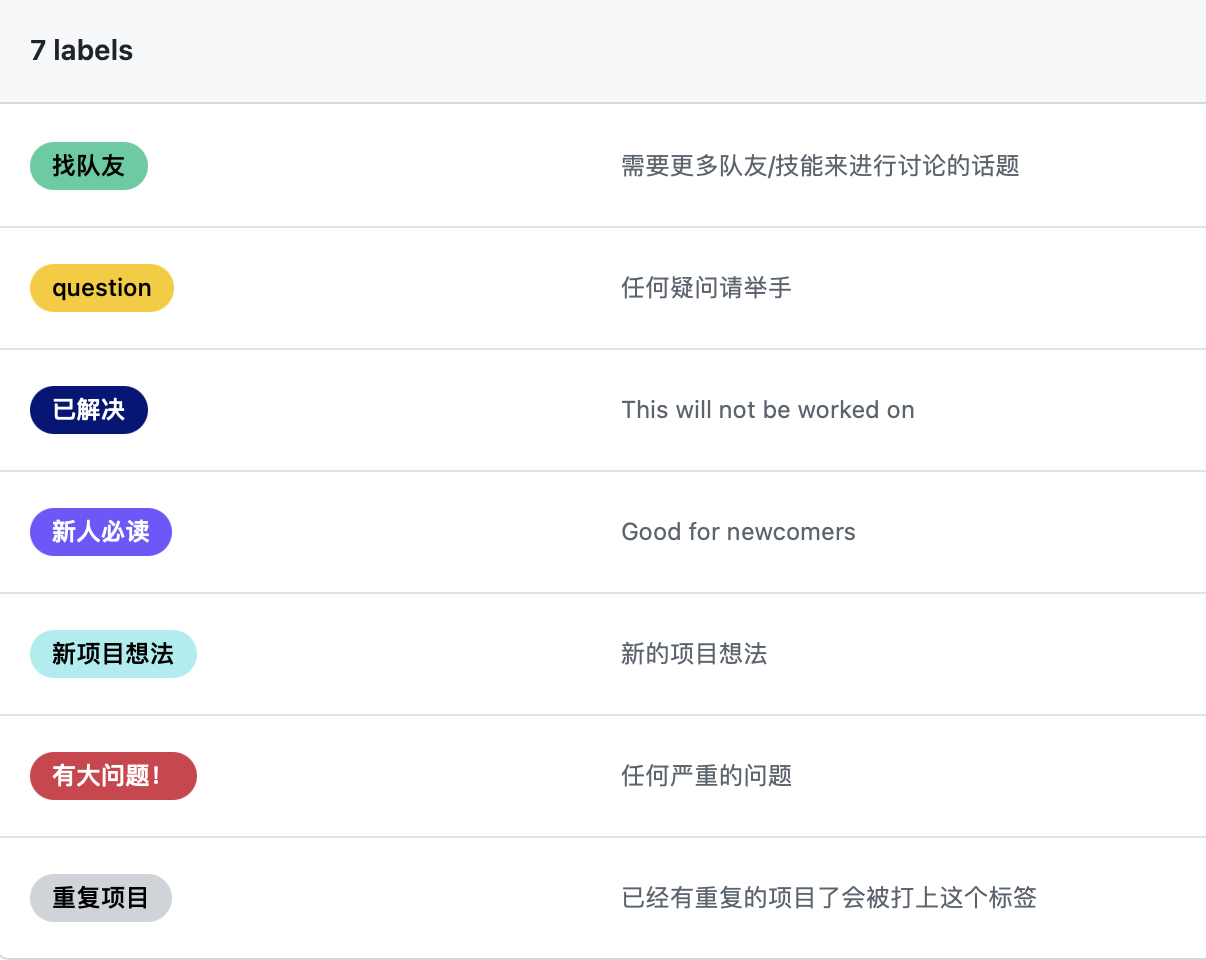 7 labels
找队友
需要更多队友/技能来进行讨论的话题
question
任何疑问请举手
已解决
This will not be worked on
新人必读
Good for newcomers
新项目想法
新的项目想法
有大问题！
任何严重的问题
重复项目
已经有重复的项目了会被打上这个标签